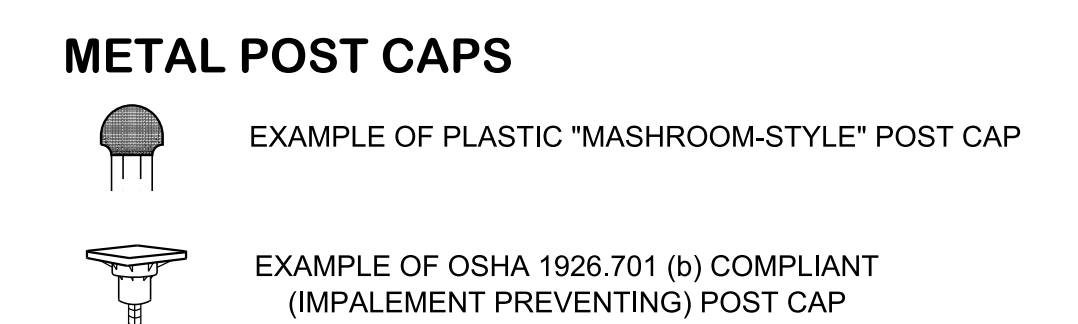 METAL POST CAPS
EXAMPLE OF PLASTIC "MASHROOM-STYLE" POST CAP
EXAMPLE OF OSHA 1926.701 (b) COMPLIANT
(IMPALEMENT PREVENTING) POST CAP